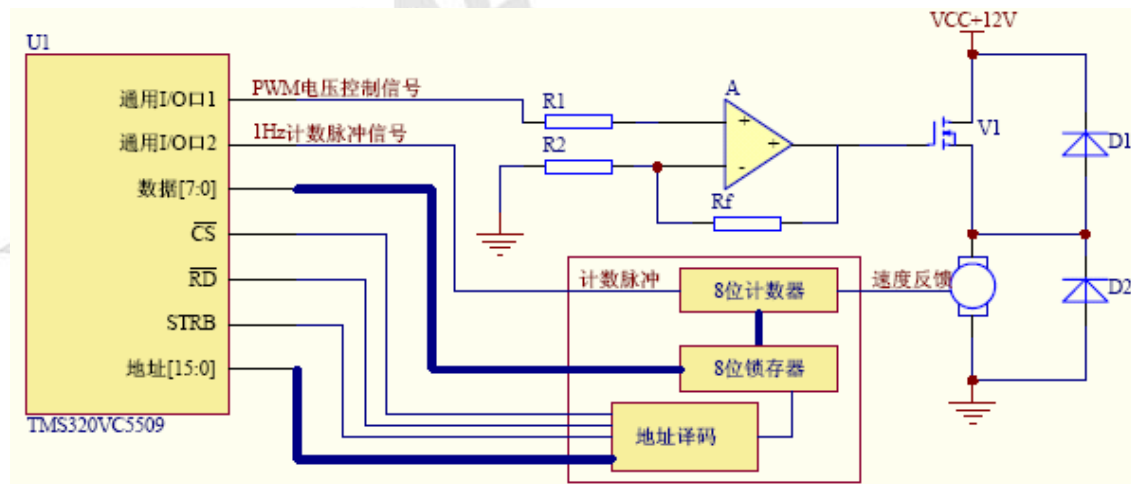 VCC+12V
U1
通用I/O口1
PWM电压控制信号
R1
A
+
-
+
V1
D1
通用I/O口2
1Hz计数脉冲信号
R2
数据[7:0]
Rf
CS
RD
计数脉冲
8位计数器
速度反馈
D2
STRB
8位锁存器
地址[15:0]
地址译码
TMS320VC5509